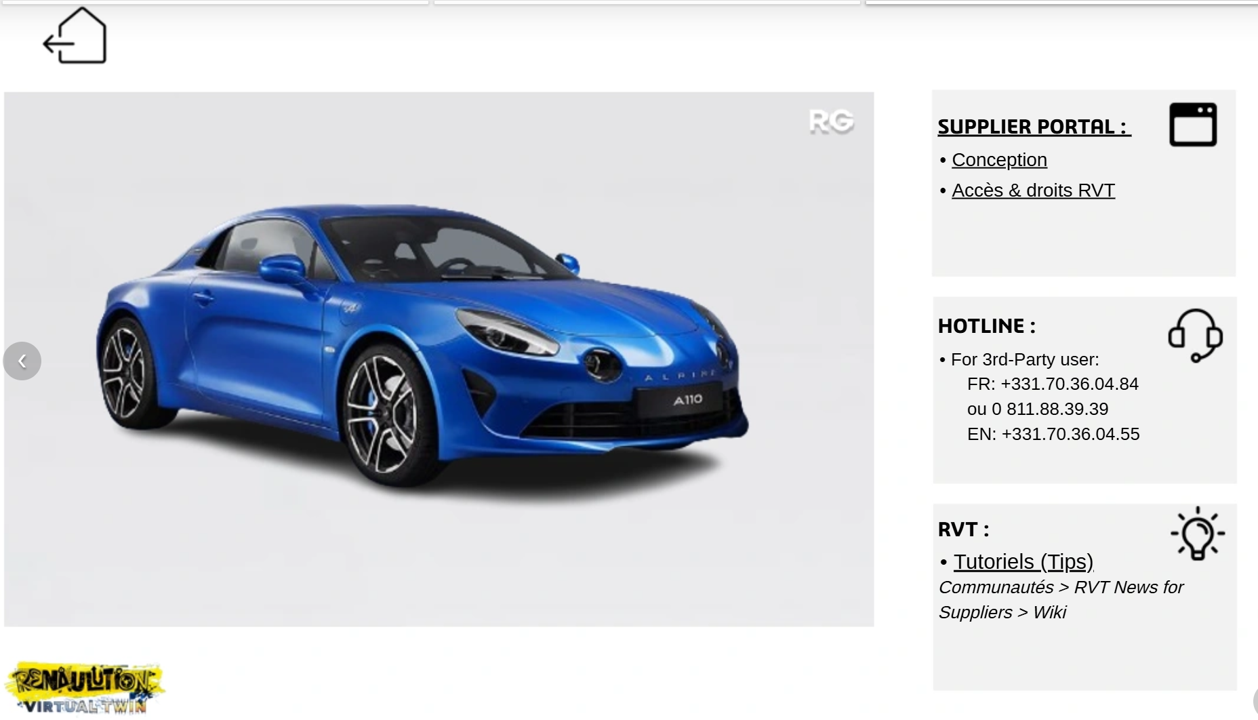 RG
ALPINE
A110
SUPPLIER PORTAL :
• Conception
• Accès & droits RVT
HOTLINE :
• For 3rd-Party user:
FR: +331.70.36.04.84
ou 0 811.88.39.39
EN: +331.70.36.04.55
RVT :
• Tutoriels (Tips)
Communautés > RVT News for
Suppliers > Wiki
RENAULUTION
VIRTUAL TWIN